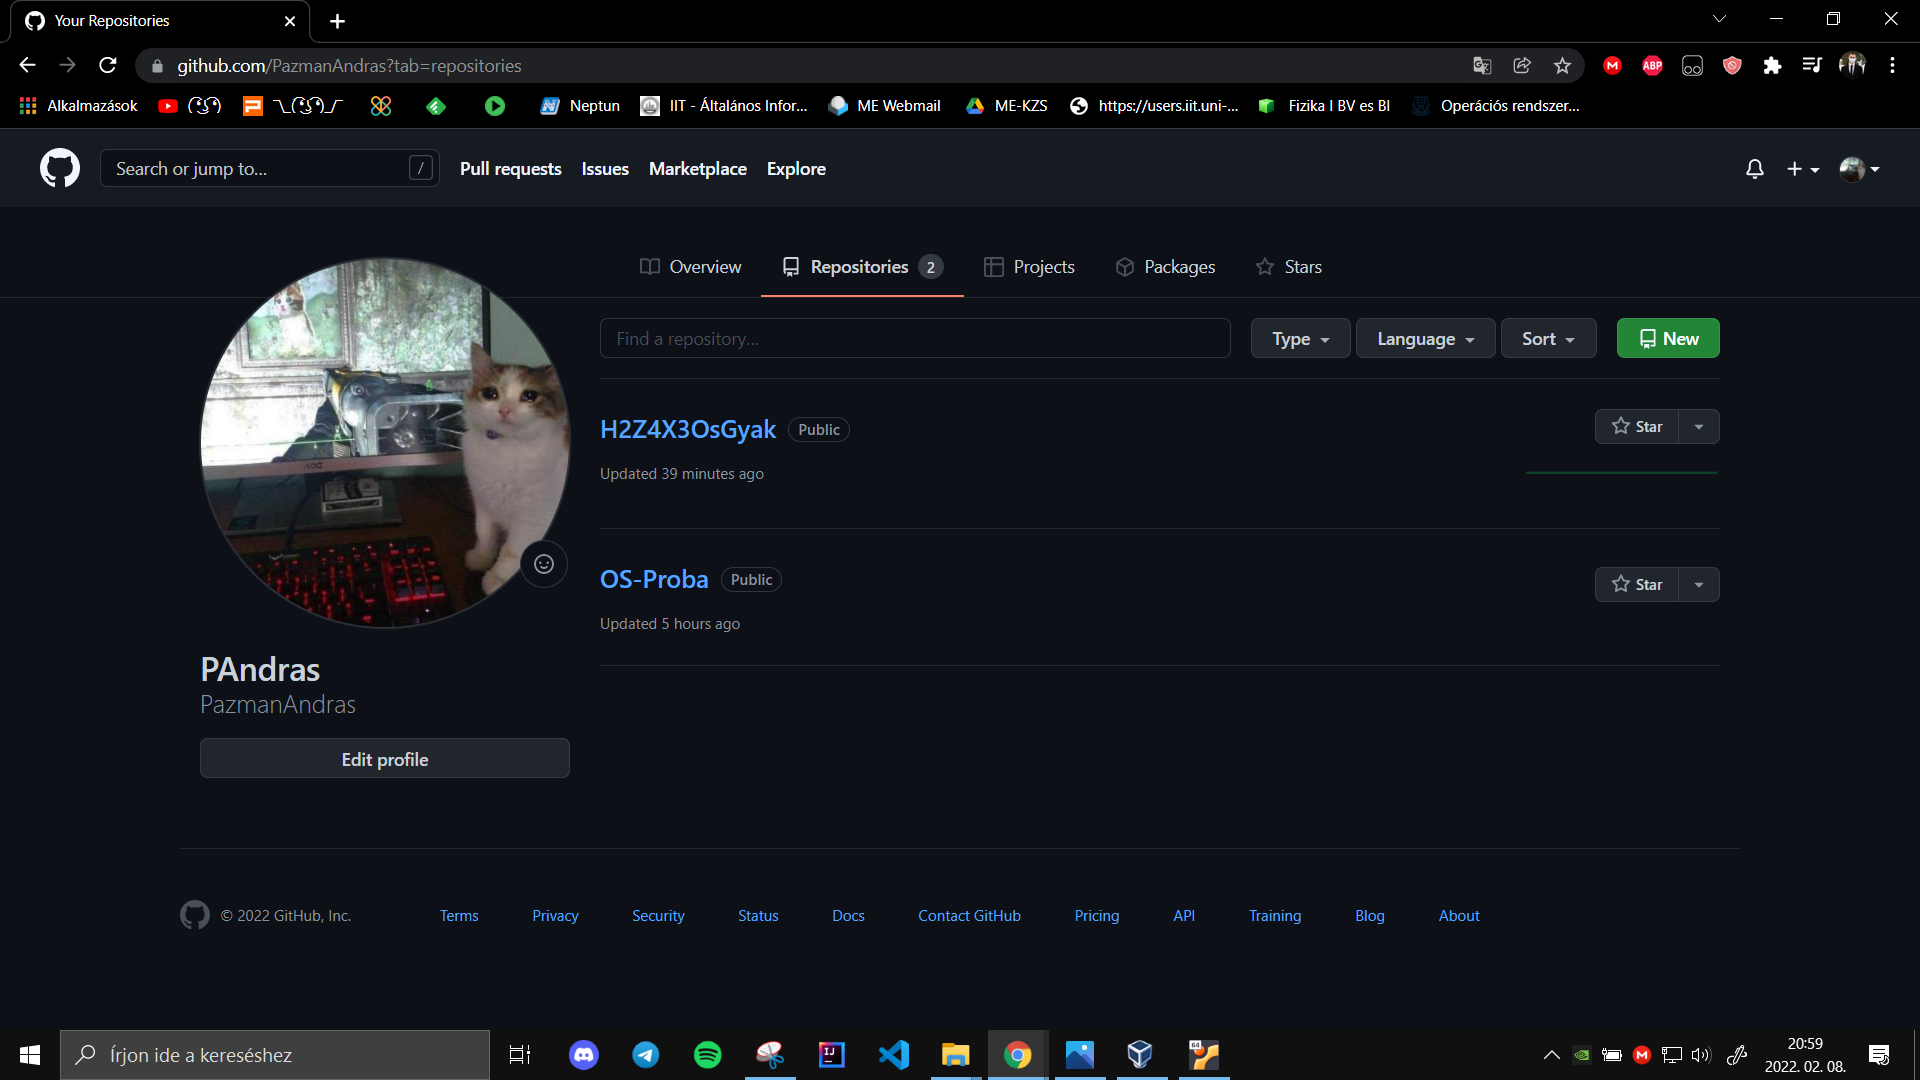 Your Repositories
github.com/PazmanAndras?tab=repositories
ABP
Alkalmazások
Neptun
IIT - Általános Infor...
ME Webmail
ME-KZS
https://users.iit.uni-...
Fizika I BV es BI
Operációs rendszer...
Search or jump to...
/
Pull requests
Issues
Marketplace
Explore
Overview
Repositories 2
Projects
Packages
Stars
Find a repository...
Type
Language
Sort
New
H2Z4X3OsGyak
Public
Star
Updated 39 minutes ago
OS-Proba
Public
Star
Updated 5 hours ago
AOC
PAndras
PazmanAndras
Edit profile
© 2022 GitHub, Inc.
Terms
Privacy
Security
Status
Docs
Contact GitHub
Pricing
API
Training
Blog
About
Írjon ide a kereséshez
IJ
64
20:59
2022. 02. 08.